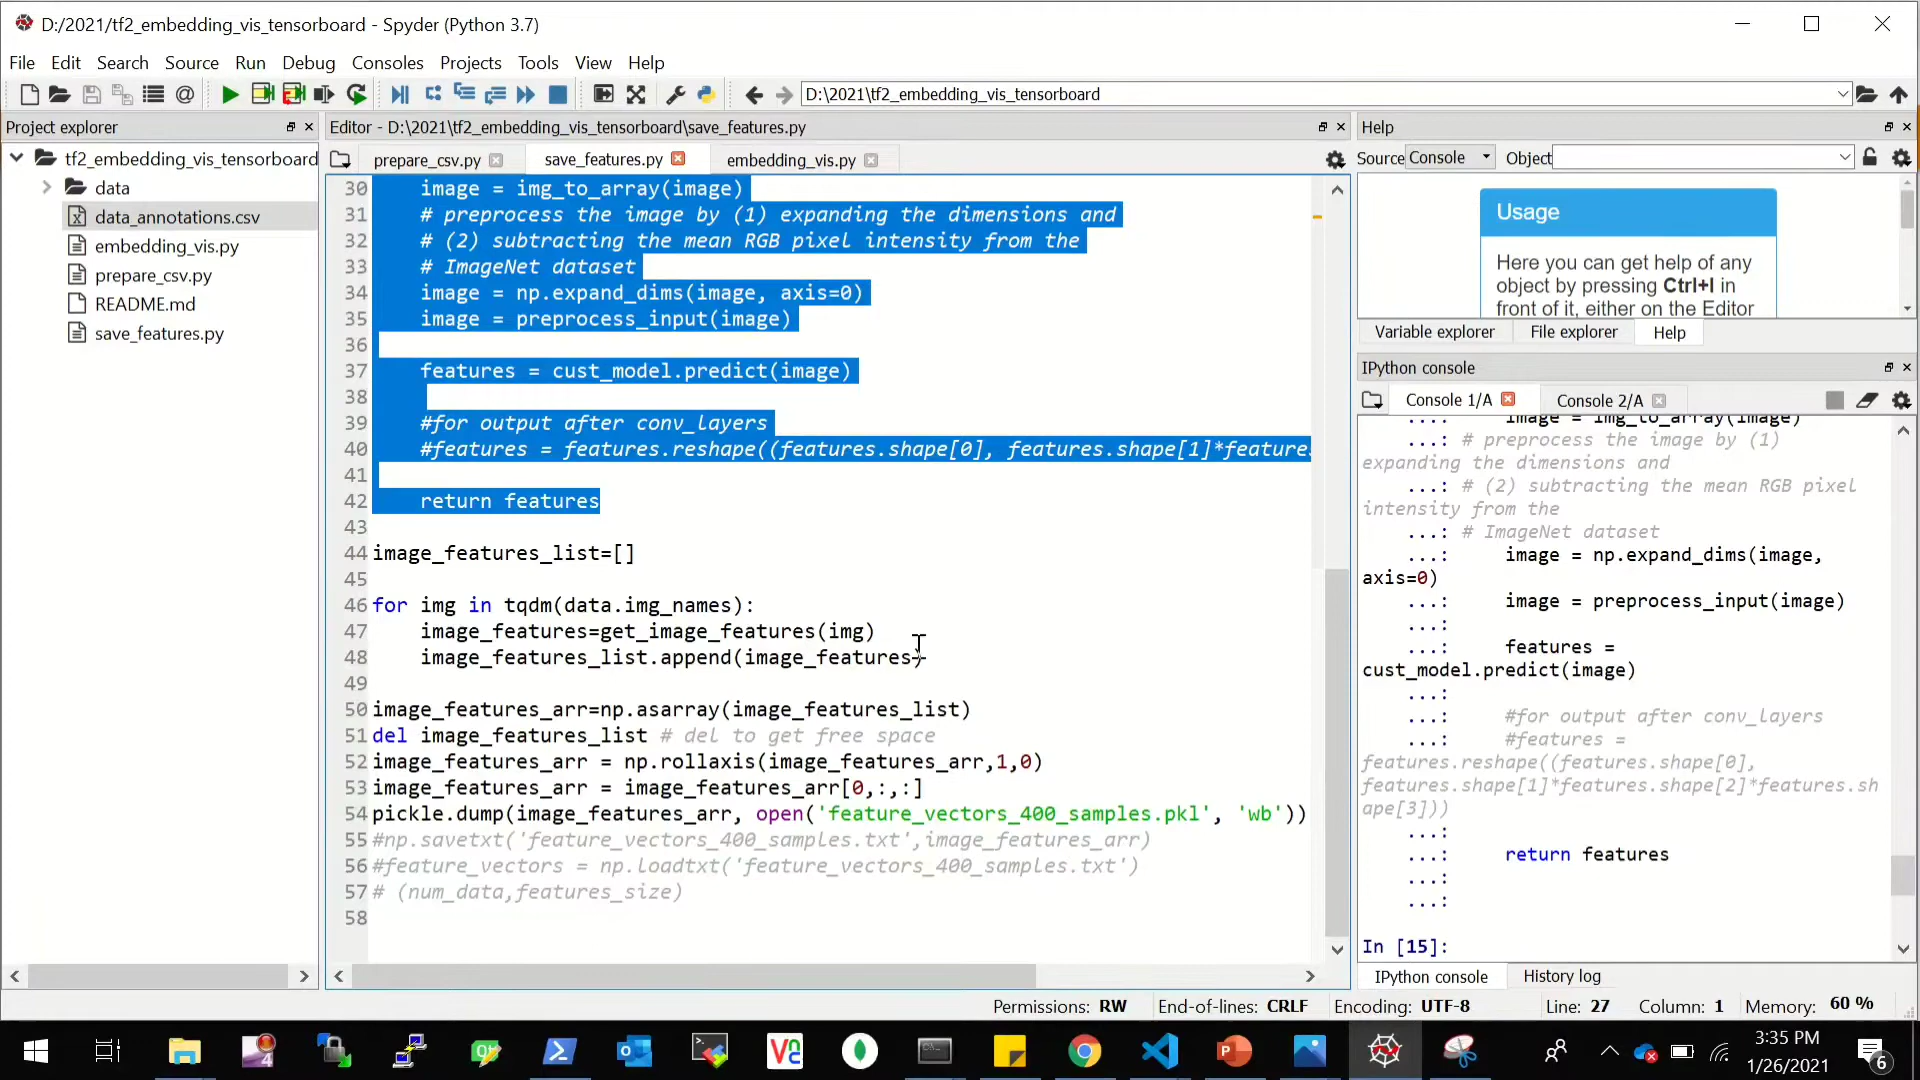 D:/2021/tf2_embedding_vis_tensorboard - Spyder (Python 3.7)
File Edit Search Source Run Debug Consoles Projects Tools View Help
D:\2021\tf2_embedding_vis_tensorboard
Project explorer
tf2_embedding_vis_tensorboard
data
data_annotations.csv
embedding_vis.py
prepare_csv.py
README.md
save_features.py
Editor - D:\2021\tf2_embedding_vis_tensorboard\save_features.py
prepare_csv.py save_features.py embedding_vis.py
30 image = img_to_array(image)
31 # preprocess the image by (1) expanding the dimensions and
32 # (2) subtracting the mean RGB pixel intensity from the
33 # ImageNet dataset
34 image = np.expand_dims(image, axis=0)
35 image = preprocess_input(image)
36
37 features = cust_model.predict(image)
38
39 #for output after conv_layers
40 #features = features.reshape((features.shape[0], features.shape[1]*features
41
42 return features
43
44 image_features_list=[]
45
46 for img in tqdm(data.img_names):
47 image_features=get_image_features(img)
48 image_features_list.append(image_features)
49
50 image_features_arr=np.asarray(image_features_list)
51 del image_features_list # del to get free space
52 image_features_arr = np.rollaxis(image_features_arr,1,0)
53 image_features_arr = image_features_arr[0,:,:]
54 pickle.dump(image_features_arr, open('feature_vectors_400_samples.pkl', 'wb'))
55 #np.savetxt('feature_vectors_400_samples.txt',image_features_arr)
56 #feature_vectors = np.loadtxt('feature_vectors_400_samples.txt')
57 # (num_data,features_size)
58
Help
Source Console Object
Usage
Here you can get help of any
object by pressing Ctrl+I in
front of it, either on the Editor
Variable explorer File explorer Help
IPython console
Console 1/A Console 2/A
...: image = img_to_array(image)
...: # preprocess the image by (1)
expanding the dimensions and
...: # (2) subtracting the mean RGB pixel
intensity from the
...: # ImageNet dataset
...: image = np.expand_dims(image,
axis=0)
...: image = preprocess_input(image)
...:
...: features =
cust_model.predict(image)
...:
...: #for output after conv_layers
...: #features =
features.reshape((features.shape[0],
features.shape[1]*features.shape[2]*features.sh
ape[3]))
...:
...: return features
...:
...:
In [15]:
IPython console History log
Permissions: RW End-of-lines: CRLF Encoding: UTF-8 Line: 27 Column: 1 Memory: 60 %
3:35 PM
1/26/2021
6